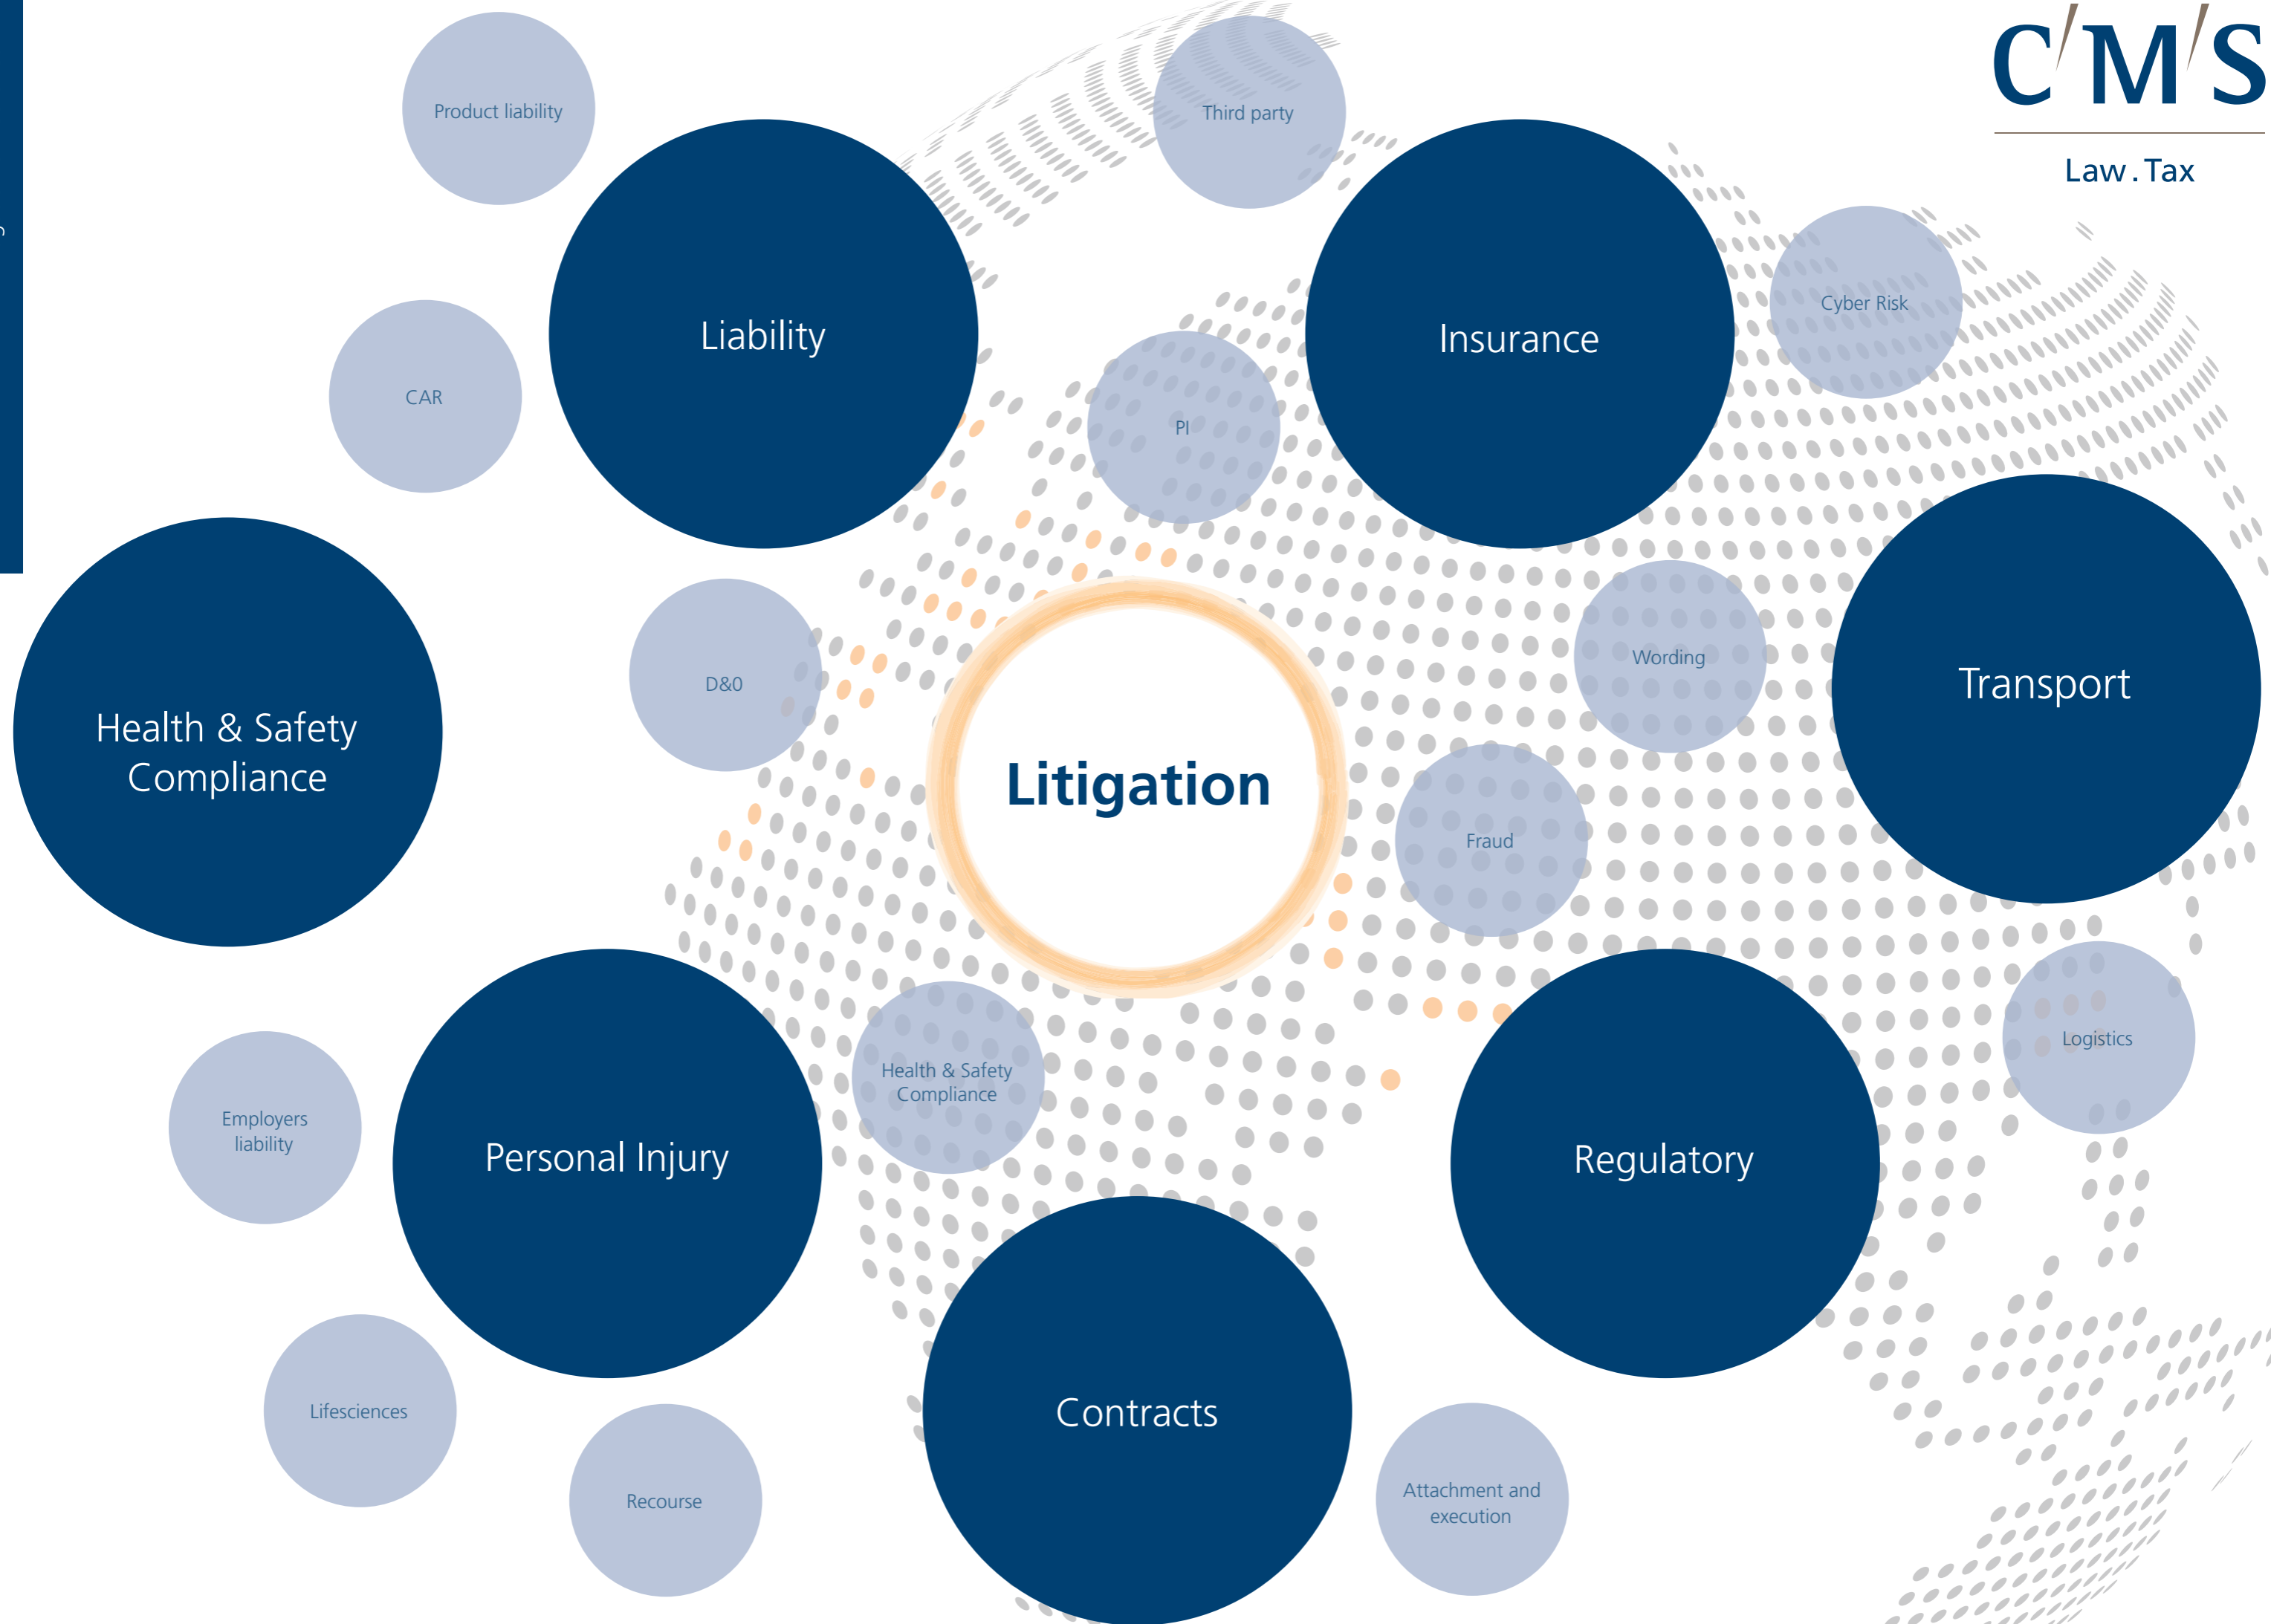 C'M'S
Law . Tax
Product liability
Third party
Liability
Insurance
Cyber Risk
CAR
PI
Health & Safety
Compliance
D&0
Wording
Transport
Litigation
Fraud
Personal Injury
Health & Safety
Compliance
Regulatory
Logistics
Employers
liability
Lifesciences
Recourse
Contracts
Attachment and
execution